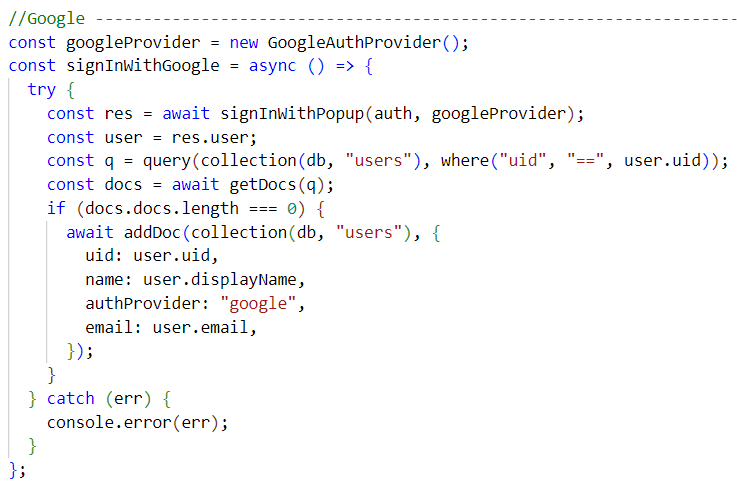 //Google -------------------------------------------------------------------
const googleProvider = new GoogleAuthProvider();
const signInWithGoogle = async () => {
  try {
    const res = await signInWithPopup(auth, googleProvider);
    const user = res.user;
    const q = query(collection(db, "users"), where("uid", "==", user.uid));
    const docs = await getDocs(q);
    if (docs.docs.length === 0) {
      await addDoc(collection(db, "users"), {
        uid: user.uid,
        name: user.displayName,
        authProvider: "google",
        email: user.email,
      });
    }
  } catch (err) {
    console.error(err);
  }
};